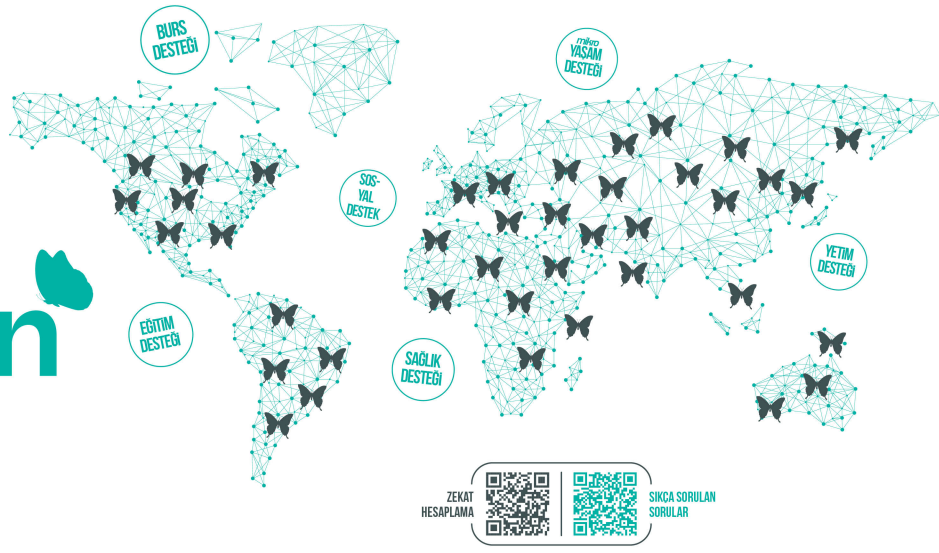 BURS
DESTEĞİ
mikro
YAŞAM
DESTEĞİ
SOS-
YAL
DESTEK
YETİM
DESTEĞİ
n
EĞİTİM
DESTEĞİ
SAĞLIK
DESTEĞİ
ZEKAT
HESAPLAMA
SIKÇA SORULAN
SORULAR